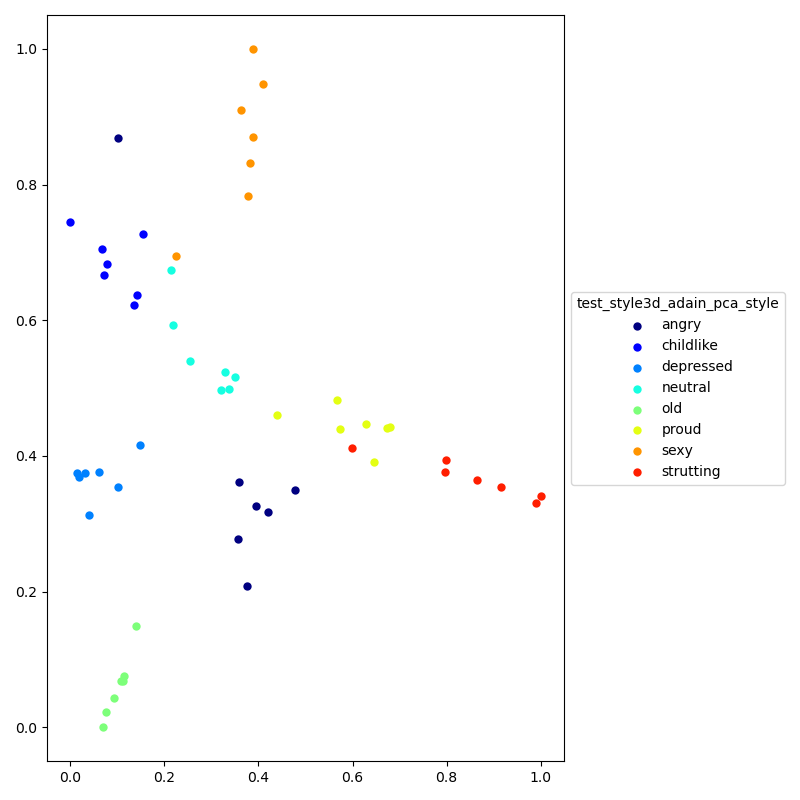 1.0
0.8
0.6
0.4
0.2
0.0
0.0 0.2 0.4 0.6 0.8 1.0
test_style3d_adain_pca_style
angry
childlike
depressed
neutral
old
proud
sexy
strutting